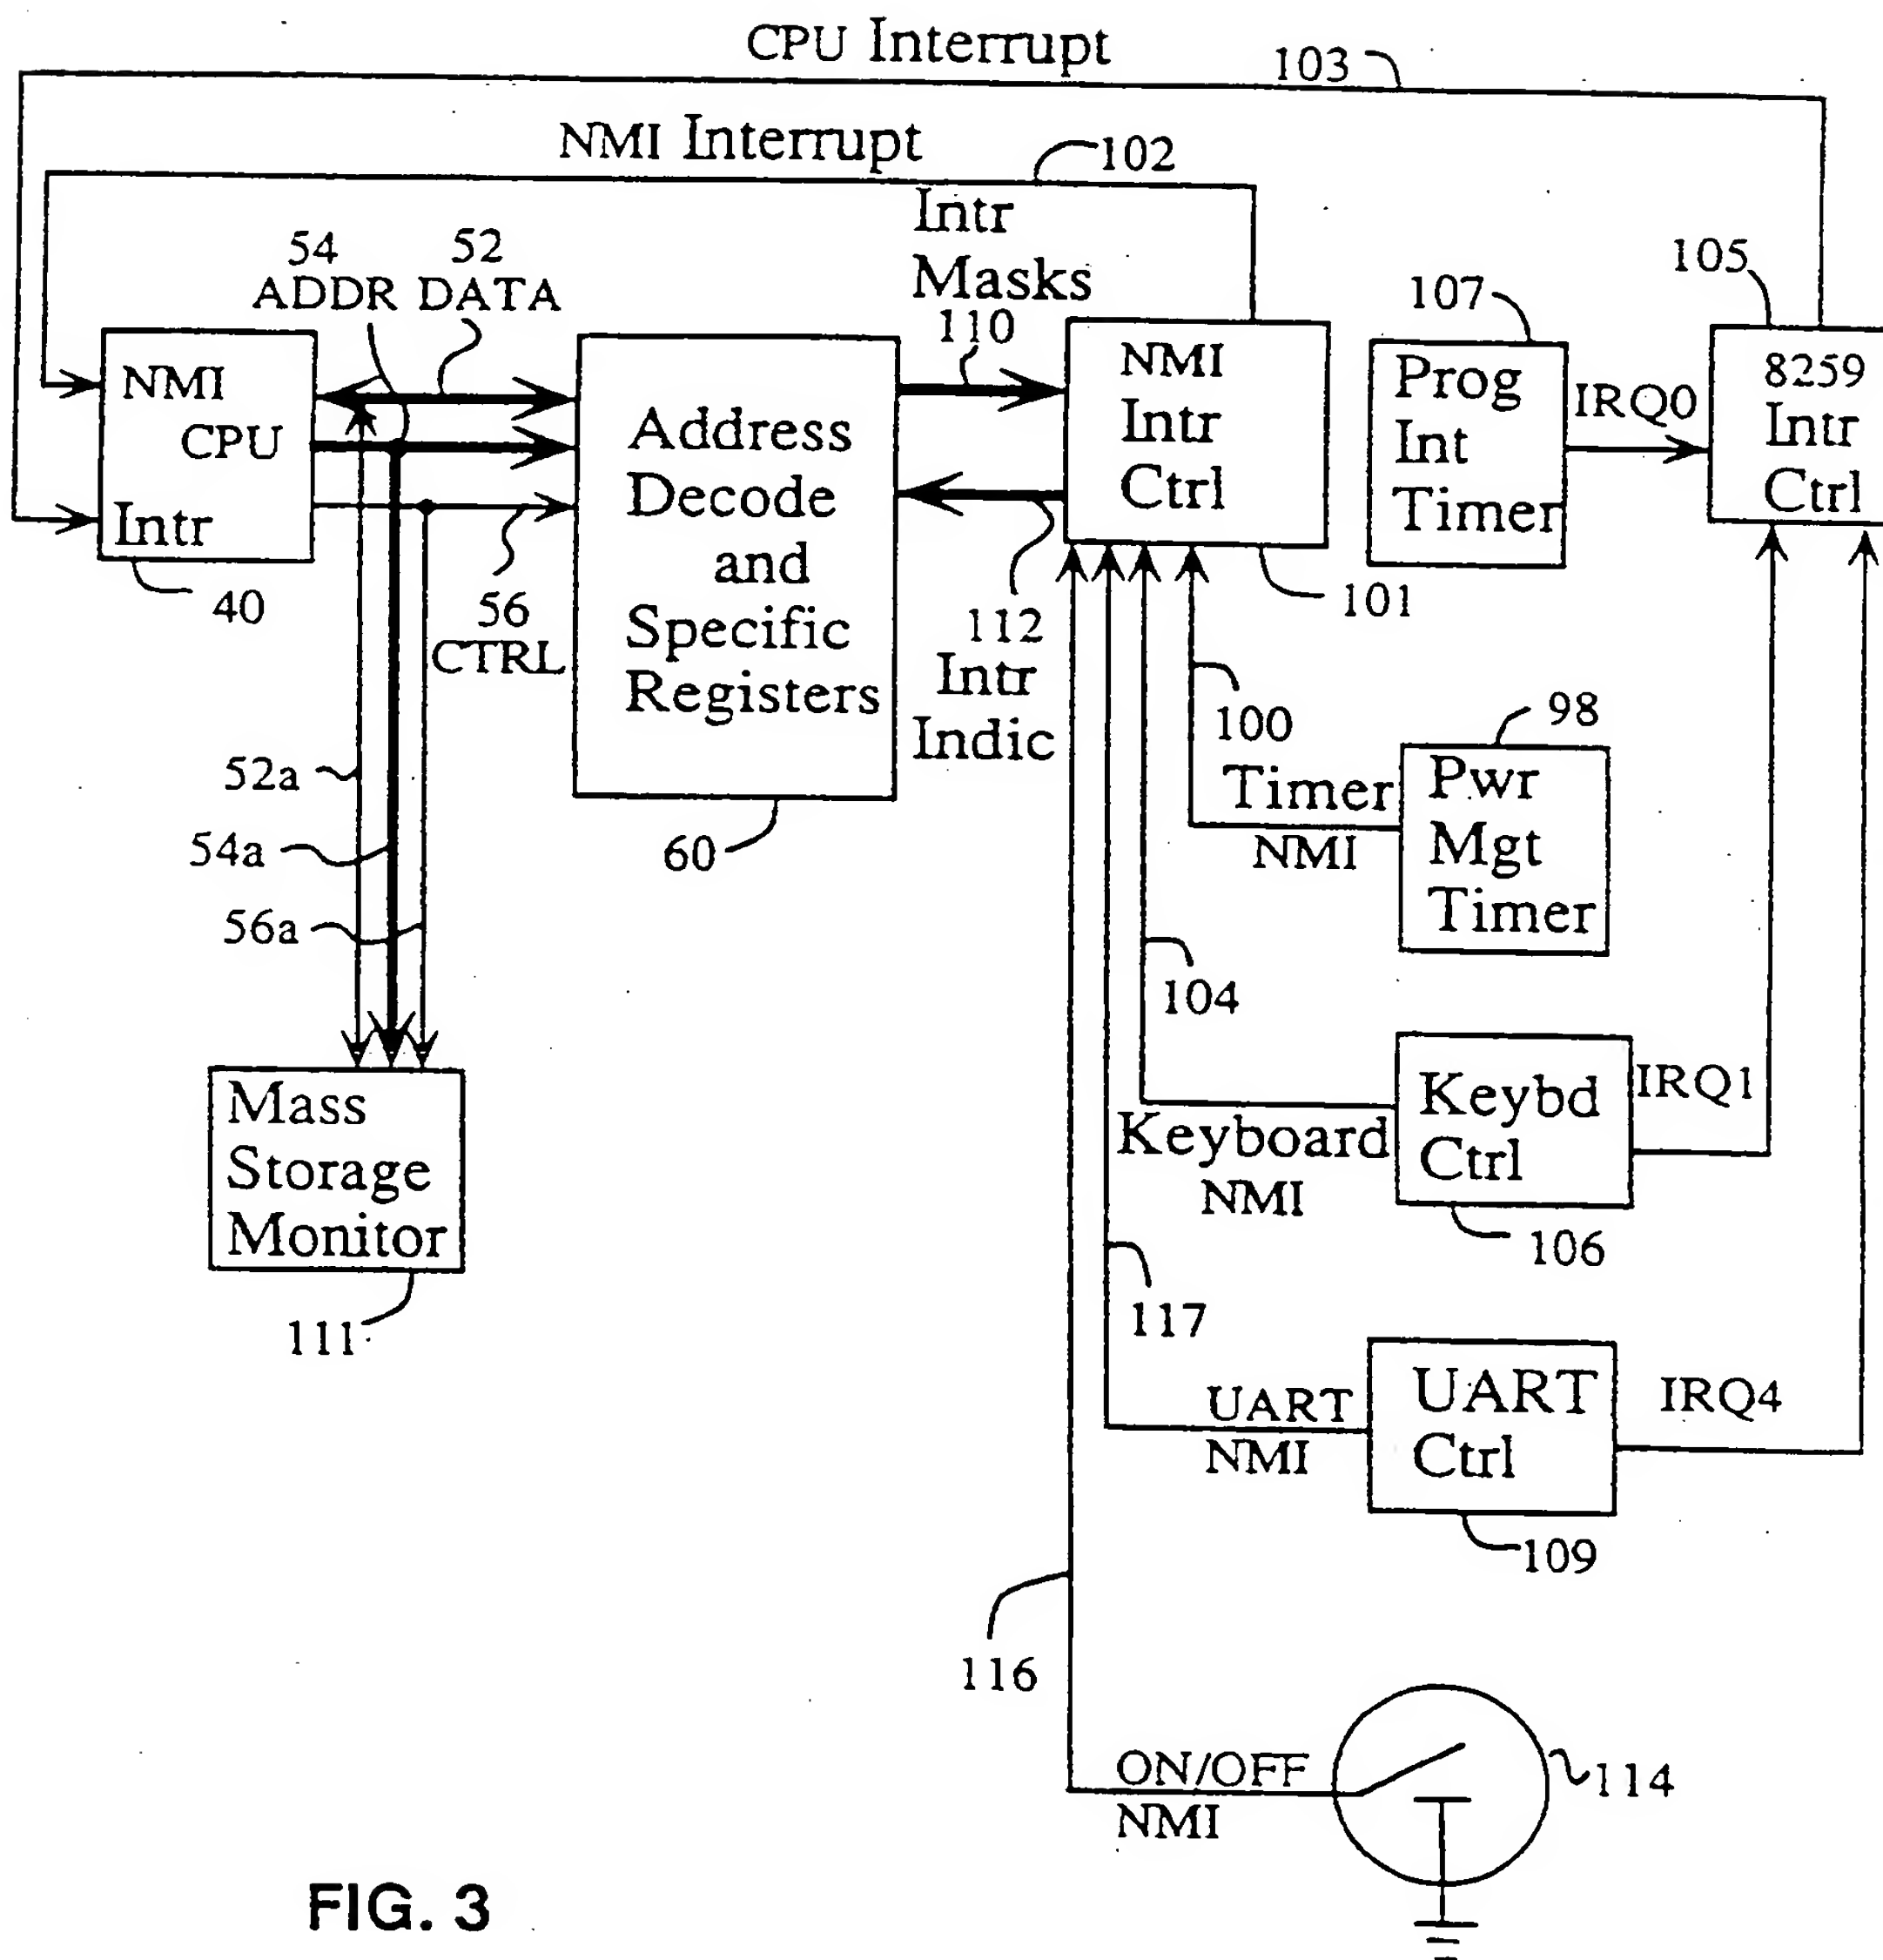 CPU Interrupt
103
NMI Interrupt
102
54
52
ADDR DATA
Intr
Masks
110
107
105
NMI
CPU
Intr
40
56
CTRL
Address
Decode
and
Specific
Registers
60
NMI
Intr
Ctrl
101
112
Intr
Indic
Prog
Int
Timer
IRQ0
8259
Intr
Ctrl
52a
54a
56a
100
Timer
NMI
98
Pwr
Mgt
Timer
104
Mass
Storage
Monitor
111
Keyboard
NMI
Keybd
Ctrl
IRQ1
106
117
UART
NMI
UART
Ctrl
IRQ4
109
116
ON/OFF
NMI
114
FIG. 3